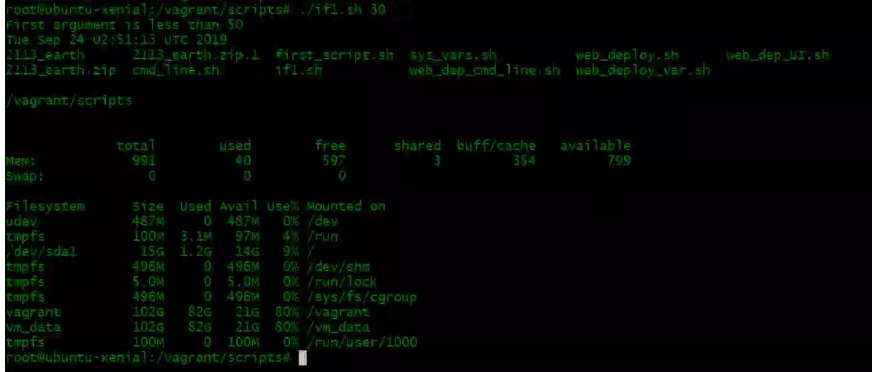 root@ubuntu-xenial:/vagrant/scripts# ./if1.sh 30
First argument is less than 50
Tue Sep 24 02:51:13 UTC 2019
2113_earth 2113_earth.zip.1 first_script.sh sys_vars.sh web_deploy.sh web_dep_UI.sh
2113_earth.zip cmd_line.sh if1.sh web_dep_cmd_line.sh web_deploy_var.sh
/vagrant/scripts
total used free shared buff/cache available
Mem: 991 40 597 3 354 799
Swap: 0 0 0
Filesystem Size Used Avail Use% Mounted on
udev 487M 0 487M 0% /dev
tmpfs 100M 3.1M 97M 4% /run
/dev/sda1 15G 1.2G 14G 9% /
tmpfs 496M 0 496M 0% /dev/shm
tmpfs 5.0M 0 5.0M 0% /run/lock
tmpfs 496M 0 496M 0% /sys/fs/cgroup
vagrant 102G 82G 21G 80% /vagrant
vm_data 102G 82G 21G 80% /vm_data
tmpfs 100M 0 100M 0% /run/user/1000
root@ubuntu-xenial:/vagrant/scripts#